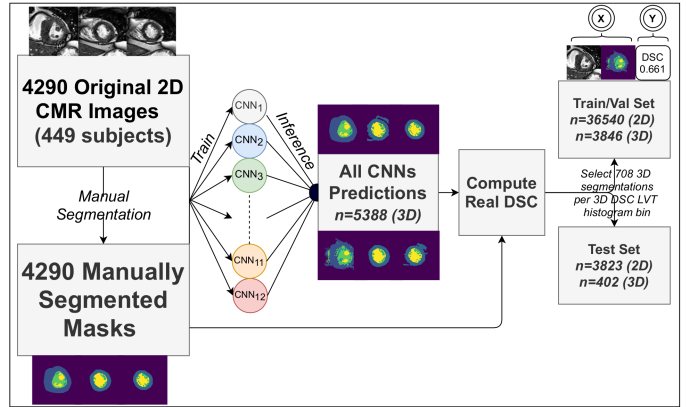 4290 Original 2D
CMR Images
(449 subjects)
Manual
Segmentation
4290 Manually
Segmented
Masks
Train
CNN1
CNN2
CNN3
CNN11
CNN12
Inference
All CNNs
Predictions
n=5388 (3D)
Compute
Real DSC
X
Y
DSC
0.661
Train/Val Set
n=36540 (2D)
n=3846 (3D)
Select 708 3D
segmentations
per 3D DSC LVT
histogram bin
Test Set
n=3823 (2D)
n=402 (3D)